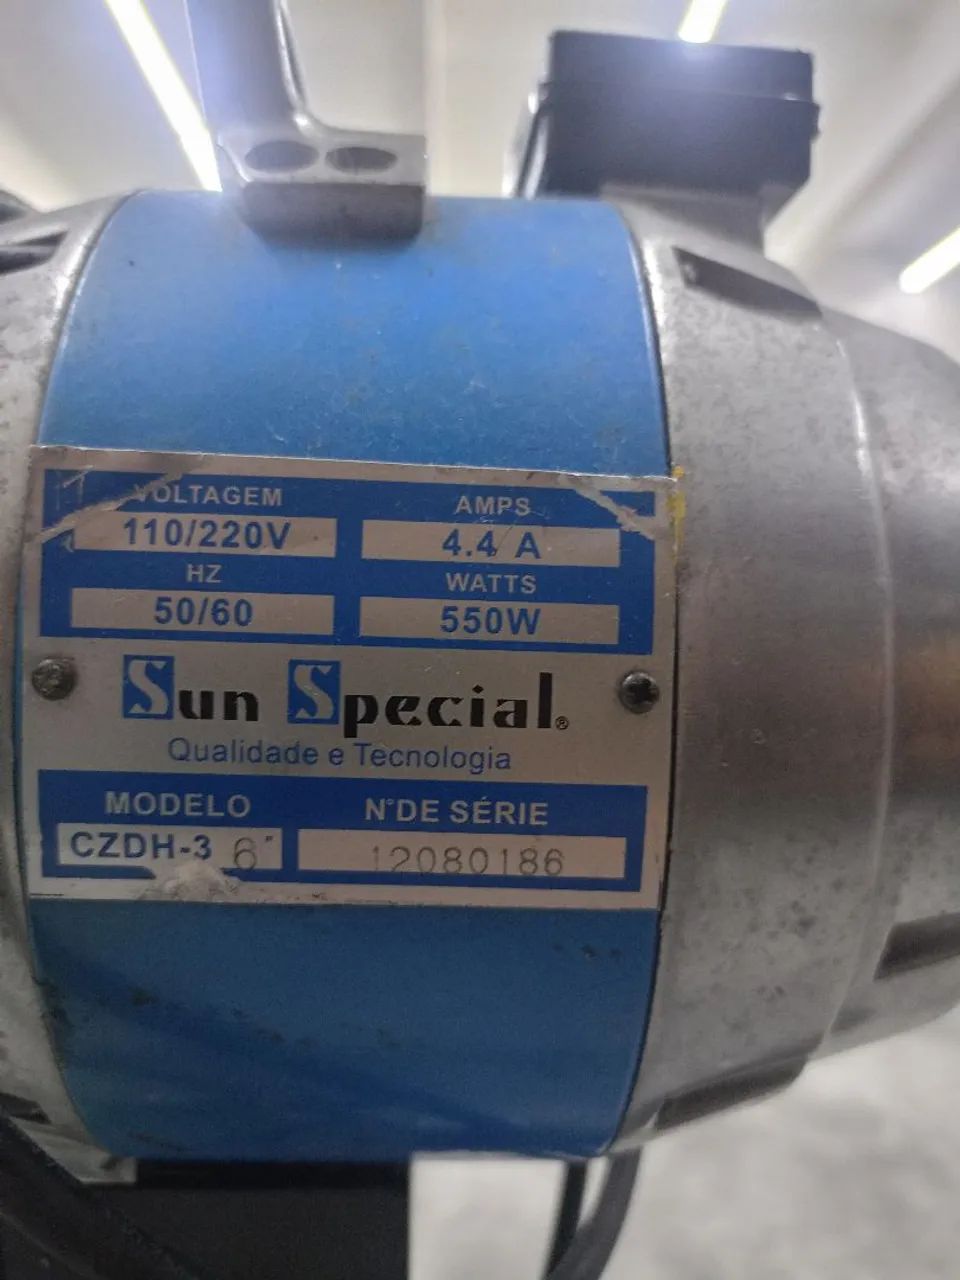 VOLTAGEM AMPS
110/220V 4.4 A
HZ WATTS
50/60 550W
Sun Special®
Qualidade e Tecnologia
MODELO N°DE SÉRIE
CZDH-3 6" 12080186